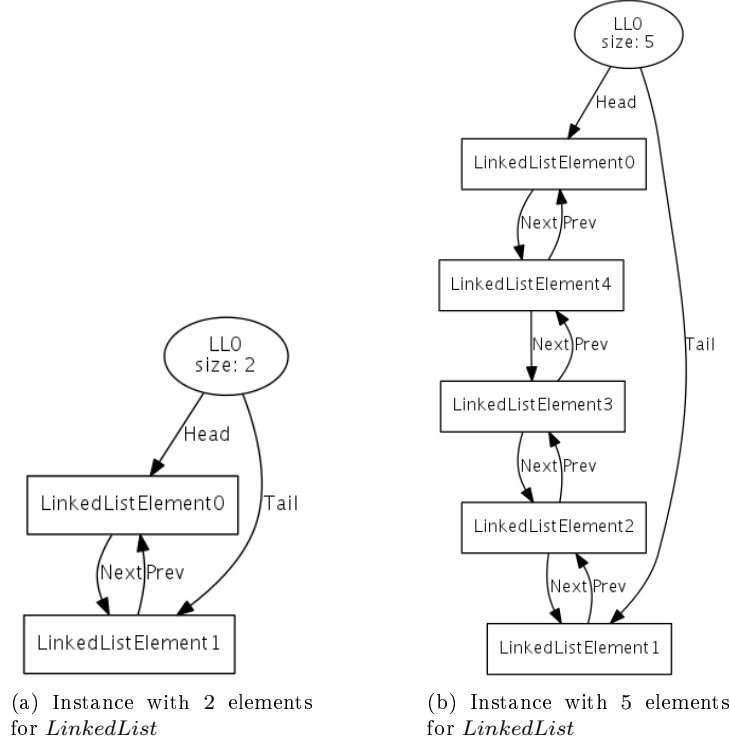 LL0
size: 2
Head
LinkedListElement0
Tail
Next Prev
LinkedListElement1
(a) Instance with 2 elements
for LinkedList
LL0
size: 5
Head
LinkedListElement0
Next Prev
LinkedListElement4
Next Prev
Tail
LinkedListElement3
Next Prev
LinkedListElement2
Next Prev
LinkedListElement1
(b) Instance with 5 elements
for LinkedList